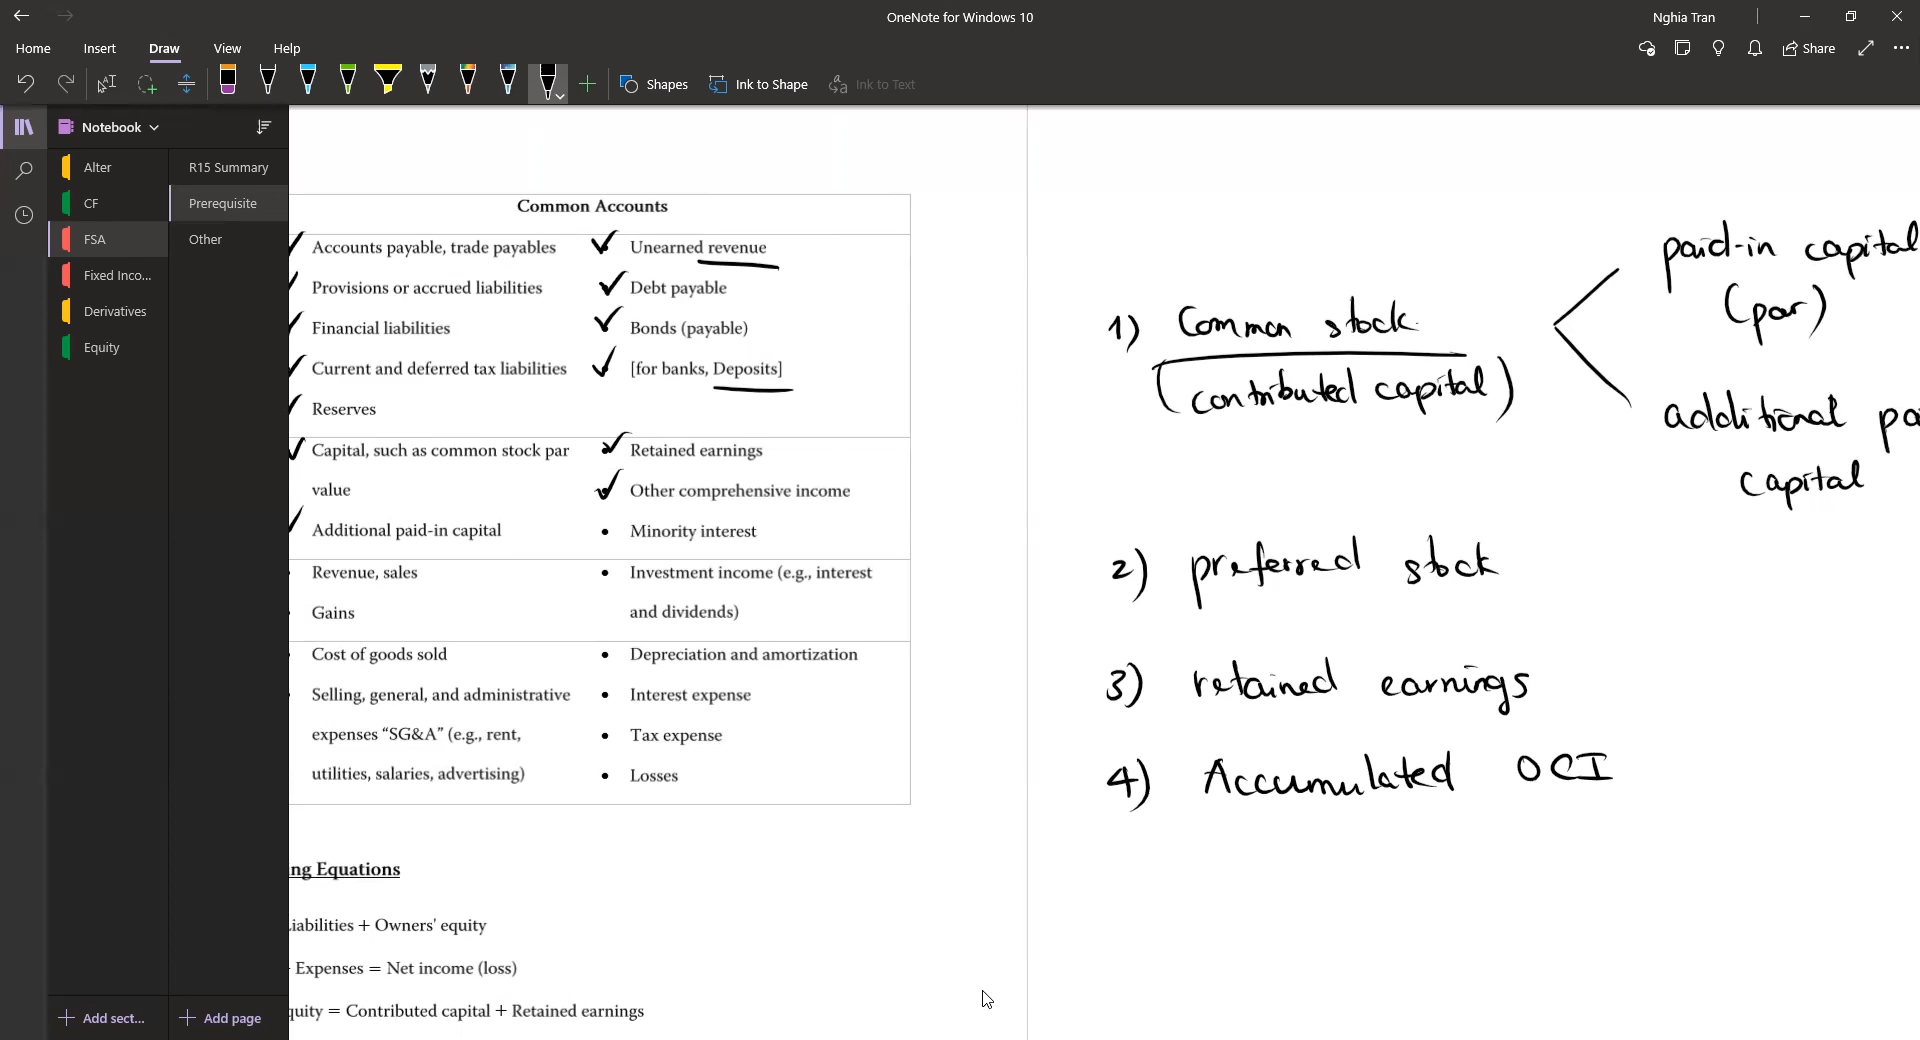 OneNote for Windows 10
Nghia Tran
Home Insert Draw View Help
Share
Shapes Ink to Shape Ink to Text
Notebook
Alter
CF
FSA
Fixed Inco...
Derivatives
Equity
R15 Summary
Prerequisite
Other
Add sect...
Add page
Common Accounts
Accounts payable, trade payables
Provisions or accrued liabilities
Financial liabilities
Current and deferred tax liabilities
Reserves
Unearned revenue
Debt payable
Bonds (payable)
[for banks, Deposits]
Capital, such as common stock par
value
Additional paid-in capital
Retained earnings
Other comprehensive income
Minority interest
Revenue, sales
Gains
Investment income (e.g., interest
and dividends)
Cost of goods sold
Selling, general, and administrative
expenses “SG&A” (e.g., rent,
utilities, salaries, advertising)
Depreciation and amortization
Interest expense
Tax expense
Losses
ng Equations
iabilities + Owners' equity
- Expenses = Net income (loss)
quity = Contributed capital + Retained earnings
1) Common stock
(contributed capital)
paid-in capital
(par)
additional pa
capital
2) preferred stock
3) retained earnings
4) Accumulated OCI